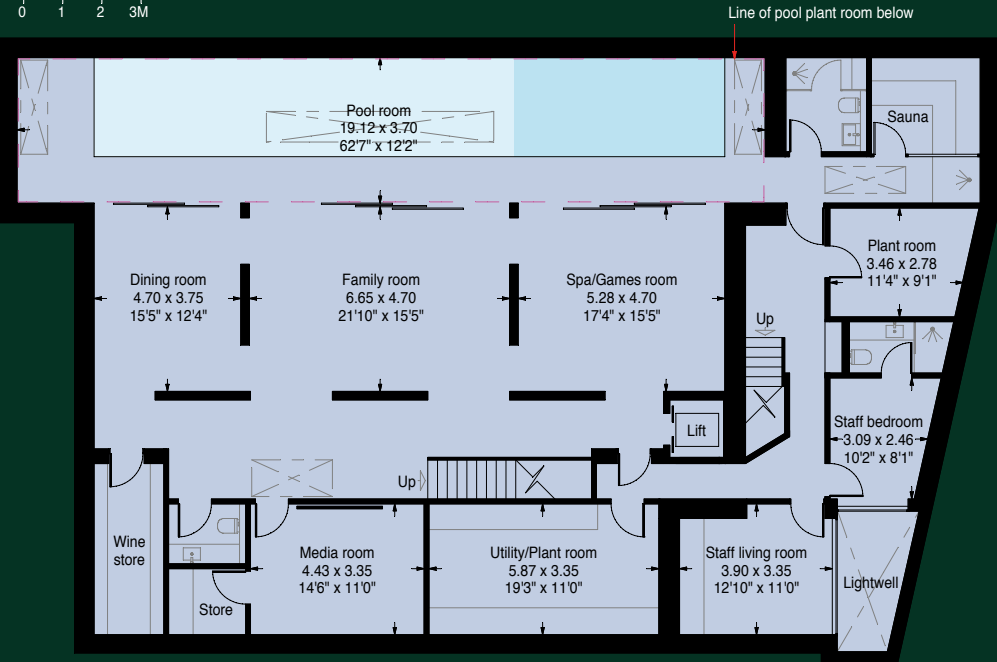 0 1 2 3M
Line of pool plant room below
Pool room
19.12 x 3.70
62'7" x 12'2"
Sauna
Dining room
4.70 x 3.75
15'5" x 12'4"
Family room
6.65 x 4.70
21'10" x 15'5"
Spa/Games room
5.28 x 4.70
17'4" x 15'5"
Plant room
3.46 x 2.78
11'4" x 9'1"
Up
Lift
Staff bedroom
3.09 x 2.46
10'2" x 8'1"
Up
Wine
store
Store
Media room
4.43 x 3.35
14'6" x 11'0"
Utility/Plant room
5.87 x 3.35
19'3" x 11'0"
Staff living room
3.90 x 3.35
12'10" x 11'0"
Lightwell